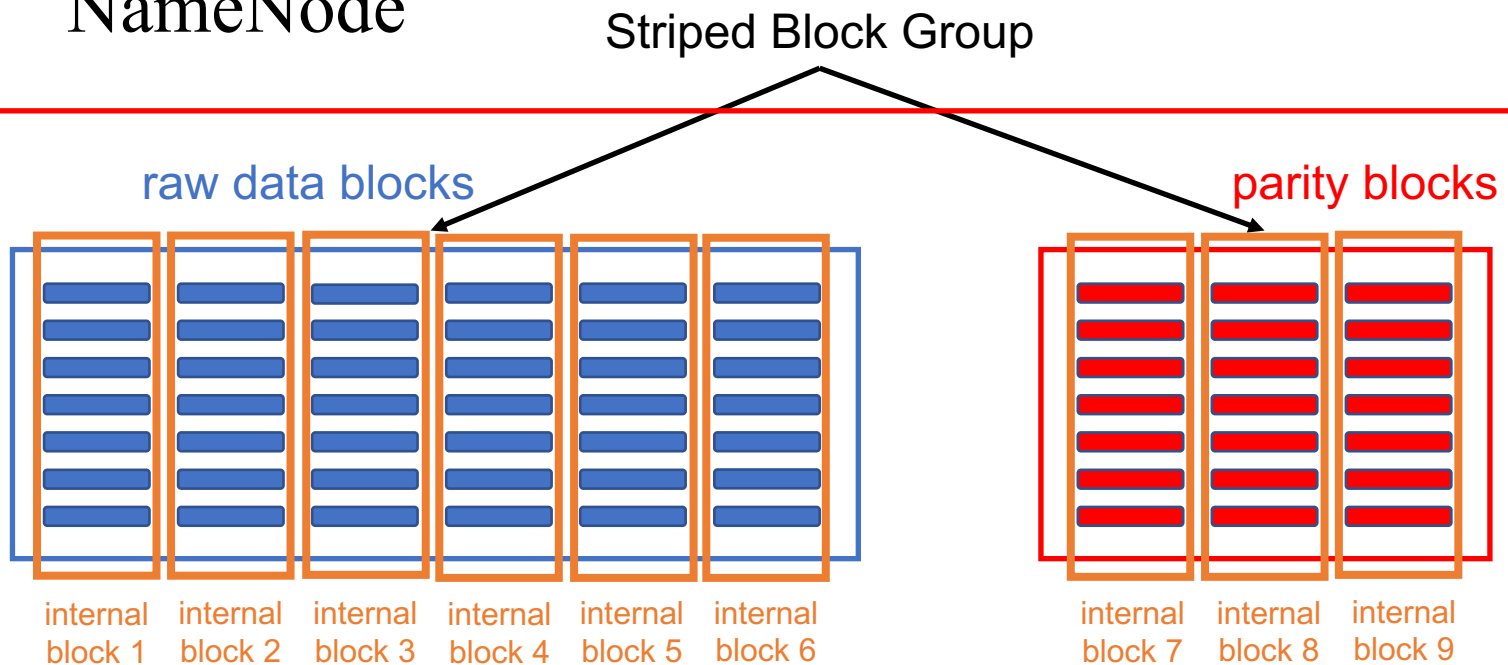 NameNode
Striped Block Group
raw data blocks
parity blocks
internal block 1
internal block 2
internal block 3
internal block 4
internal block 5
internal block 6
internal block 7
internal block 8
internal block 9